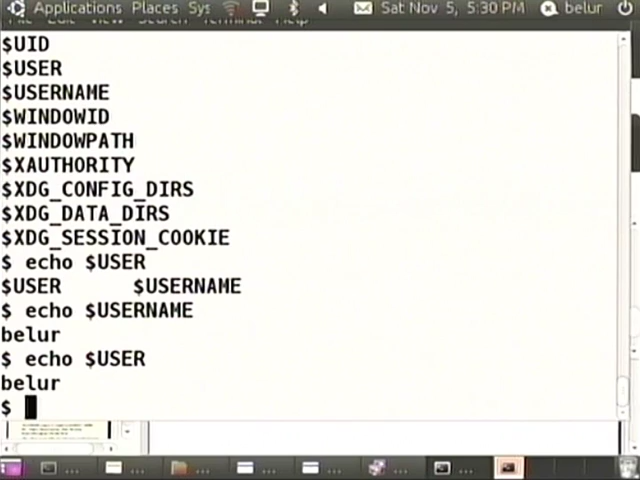 Applications Places Sys Sat Nov 5, 5:30 PM belur
$UID
$USER
$USERNAME
$WINDOWID
$WINDOWPATH
$XAUTHORITY
$XDG_CONFIG_DIRS
$XDG_DATA_DIRS
$XDG_SESSION_COOKIE
$ echo $USER
$USER $USERNAME
$ echo $USERNAME
belur
$ echo $USER
belur
$